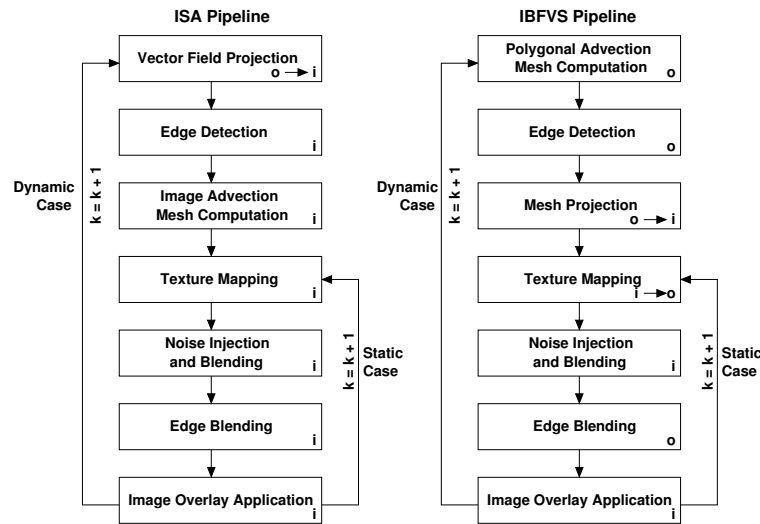 ISA Pipeline
Vector Field Projection
o → i
Edge Detection
i
Image Advection
Mesh Computation
i
Texture Mapping
i
Noise Injection
and Blending
i
Edge Blending
i
Image Overlay Application
i
Dynamic
Case
k = k + 1
k = k + 1
Static
Case
IBFVS Pipeline
Polygonal Advection
Mesh Computation
o
Edge Detection
o
Mesh Projection
o → i
Texture Mapping
i → o
Noise Injection
and Blending
i
Edge Blending
o
Image Overlay Application
i
Dynamic
Case
k = k + 1
k = k + 1
Static
Case